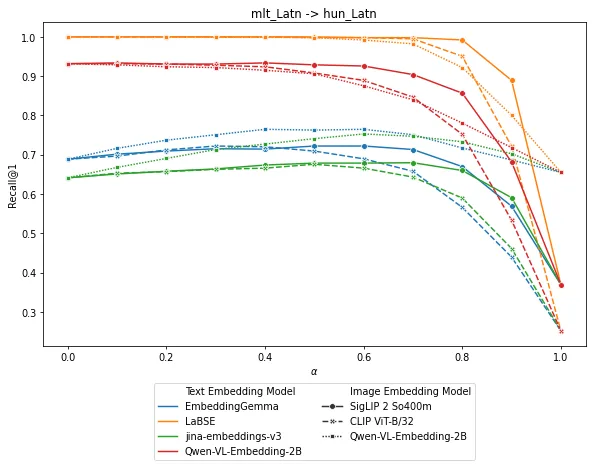 mlt_Latn -> hun_Latn
Recall@1
1.0
0.9
0.8
0.7
0.6
0.5
0.4
0.3
0.0 0.2 0.4 0.6 0.8 1.0
α
Text Embedding Model Image Embedding Model
EmbeddingGemma SigLIP 2 So400m
LaBSE CLIP ViT-B/32
jina-embeddings-v3 Qwen-VL-Embedding-2B
Qwen-VL-Embedding-2B